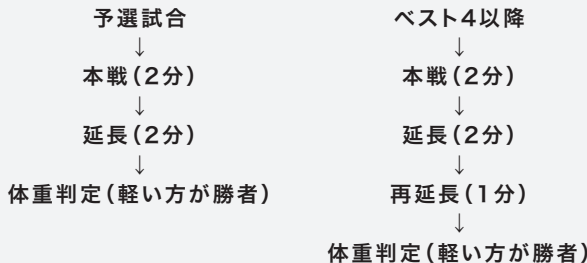 予選試合
↓
本戦(2分)
↓
延長(2分)
↓
体重判定(軽い方が勝者)
ベスト4以降
↓
本戦(2分)
↓
延長(2分)
↓
再延長(1分)
↓
体重判定(軽い方が勝者)